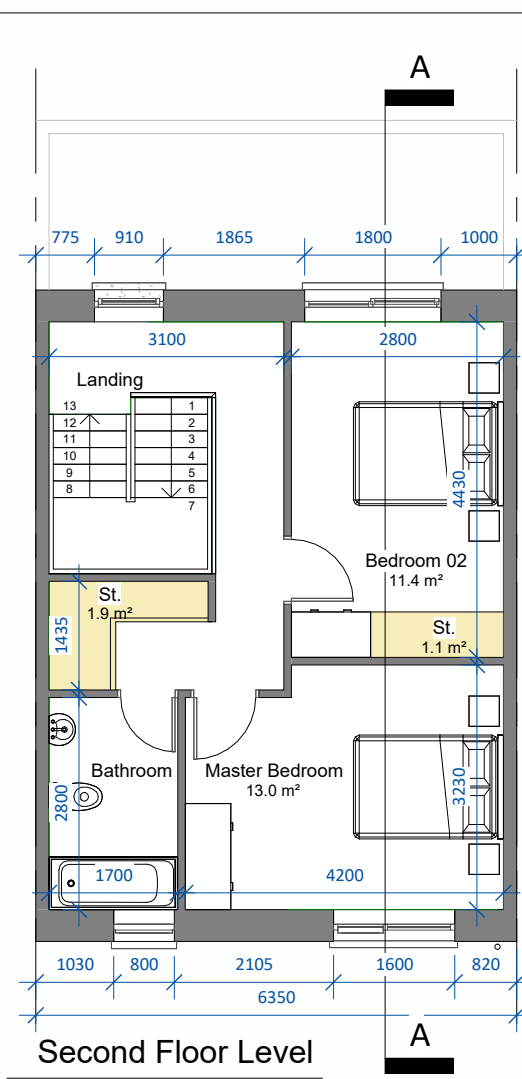 A
775 910 1865 1800 1000
3100 2800
Landing
13 1
12 2
11 3
10 4
9 5
8 6
7
4430
Bedroom 02
11.4 m²
St.
1.9 m²
1435
St.
1.1 m²
Bathroom
Master Bedroom
13.0 m²
2800
3230
1700 4200
1030 800 2105 1600 820
6350
A
Second Floor Level